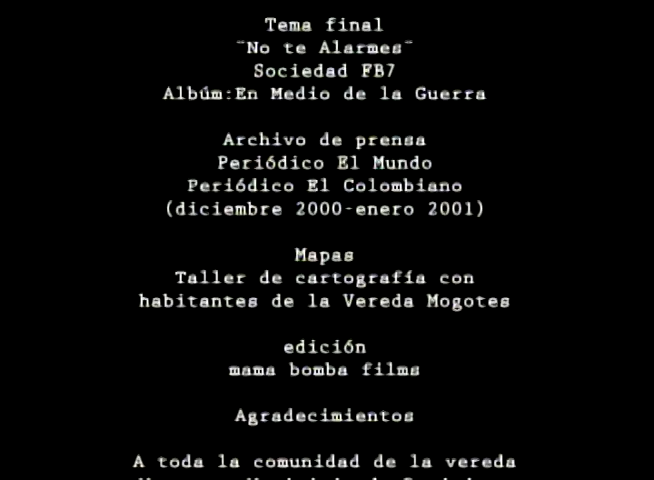 Tema final
¨No te Alarmes¨
Sociedad FB7
Albúm:En Medio de la Guerra
Archivo de prensa
Periódico El Mundo
Periódico El Colombiano
(diciembre 2000-enero 2001)
Mapas
Taller de cartografía con
habitantes de la Vereda Mogotes
edición
mama bomba films
Agradecimientos
A toda la comunidad de la vereda